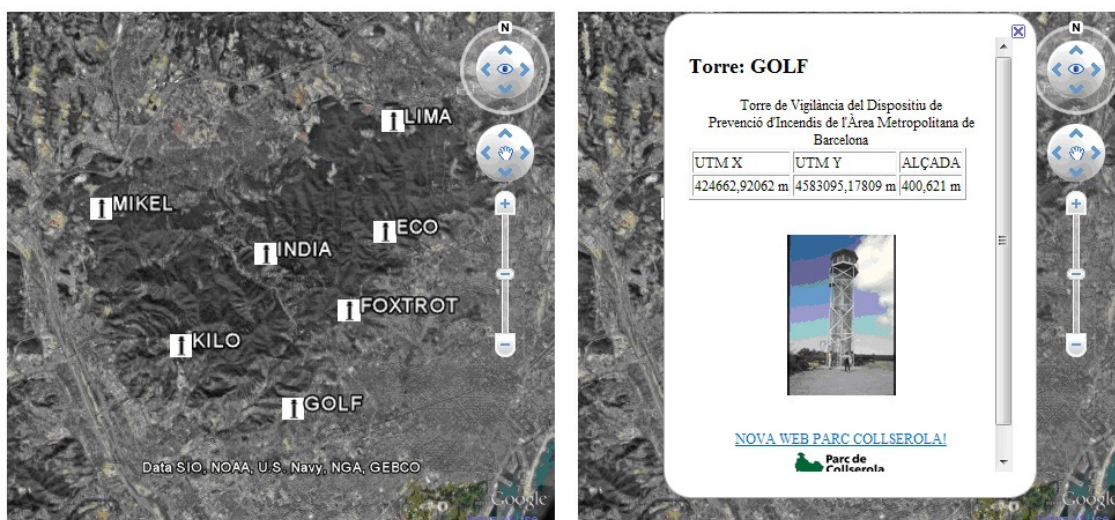 N
LIMA
MIKEL
ECO
INDIA
FOXTROT
KILO
GOLF
Data SIO, NOAA, U.S. Navy, NGA, GEBCO
Google
Torre: GOLF
Torre de Vigilància del Dispositiu de
Prevenció d'Incendis de l'Àrea Metropolitana de
Barcelona
UTM X UTM Y ALÇADA
424662,92062 m 4583095,17809 m 400,621 m
NOVA WEB PARC COLLSEROLA!
Parc de
Collserola
N
Google